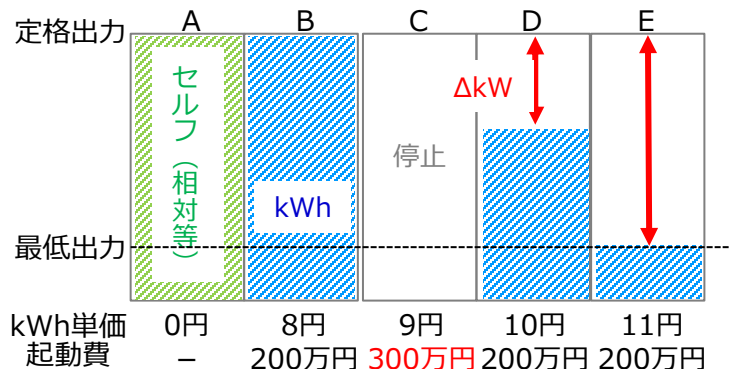 A B C D E
定格出力
セルフ（相対等）
kWh
停止
ΔkW
最低出力
kWh単価 0円 8円 9円 10円 11円
起動費 － 200万円 300万円 200万円 200万円